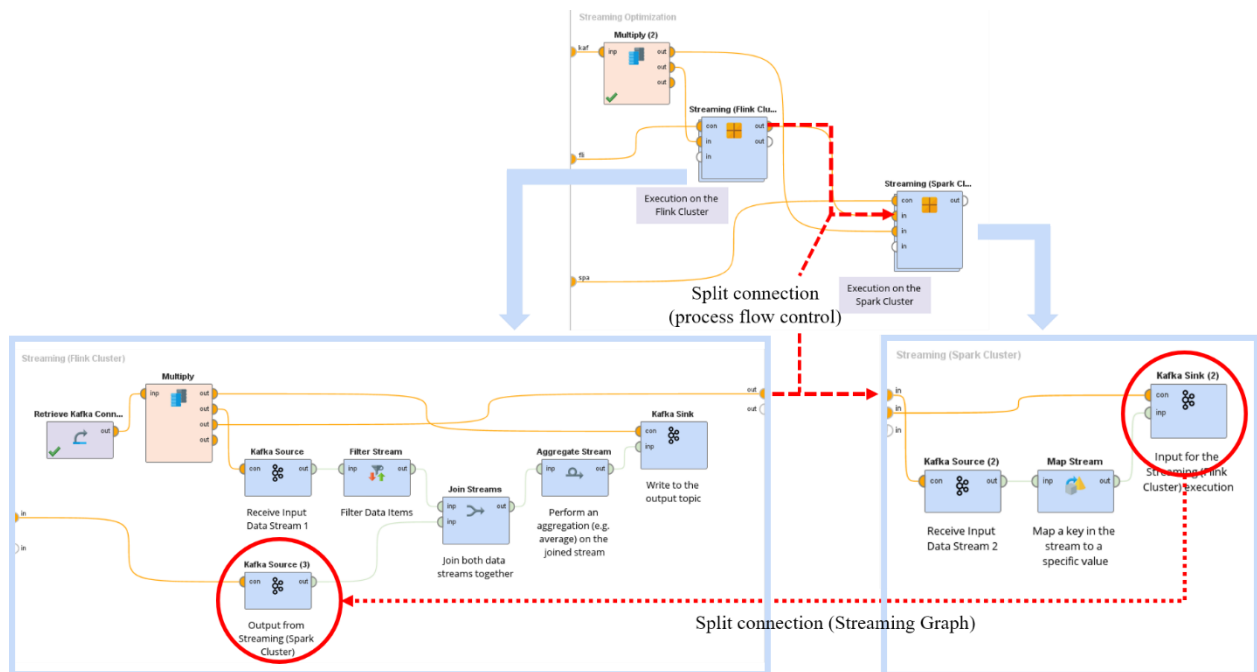 Streaming Optimization
Multiply (2)
kaf
inp
out
out
out
Streaming (Flink Clu...
con
out
in
out
in
fli
Execution on the
Flink Cluster
Streaming (Spark Cl...
con
out
in
in
in
spa
Execution on the
Spark Cluster
Split connection
(process flow control)
Streaming (Flink Cluster)
Multiply
inp
out
out
out
out
Retrieve Kafka Conn...
out
Kafka Source
con
out
Receive Input
Data Stream 1
Filter Stream
inp
out
Filter Data Items
Join Streams
inp
out
inp
Join both data
streams together
Aggregate Stream
inp
out
Perform an
aggregation (e.g.
average) on the
joined stream
Kafka Sink
con
inp
Write to the
output topic
out
out
in
in
Kafka Source (3)
con
out
Output from
Streaming (Spark
Cluster)
Streaming (Spark Cluster)
in
in
in
Kafka Sink (2)
con
inp
Input for the
Streaming (Flink
Cluster) execution
Kafka Source (2)
con
out
Receive Input
Data Stream 2
Map Stream
inp
out
Map a key in the
stream to a
specific value
Split connection (Streaming Graph)